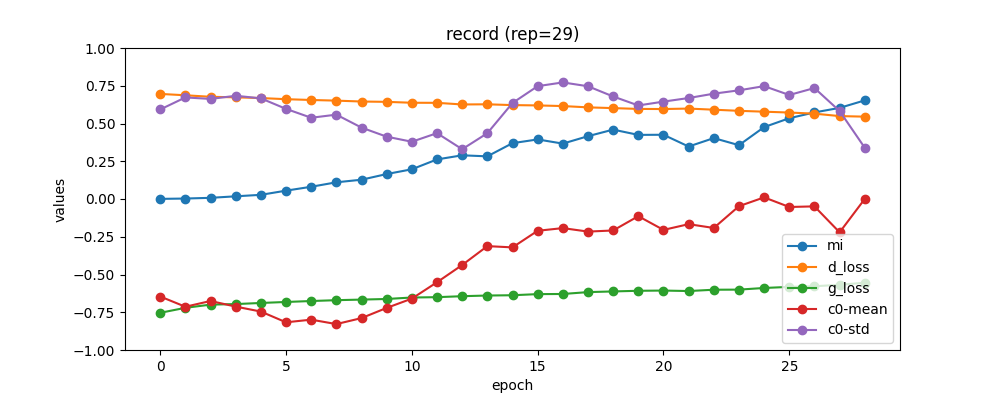 record (rep=29)
1.00
0.75
0.50
0.25
0.00
−0.25
−0.50
−0.75
−1.00
values
0
5
10
15
20
25
epoch
mi
d_loss
g_loss
c0-mean
c0-std